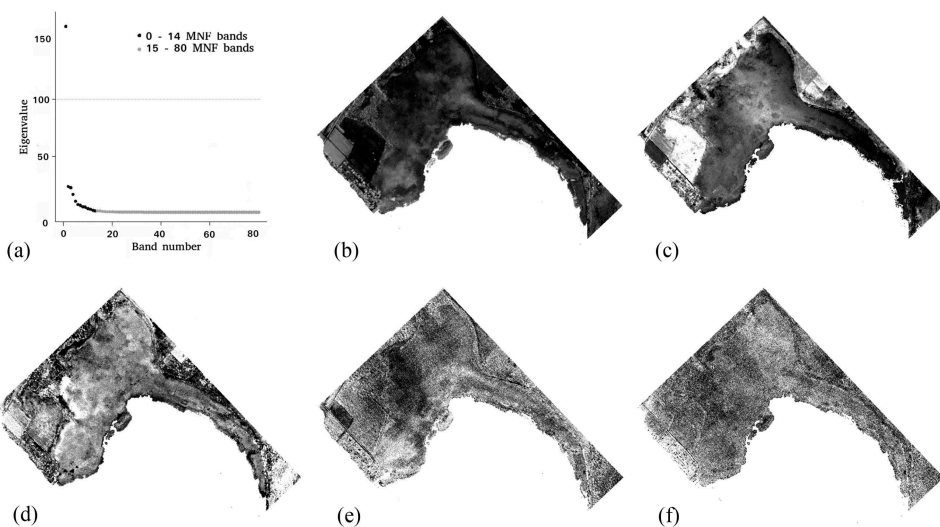 150
0 - 14 MNF bands
15 - 80 MNF bands
100
Eigenvalue
50
0
0 20 40 60 80
Band number
(a)
(b)
(c)
(d)
(e)
(f)